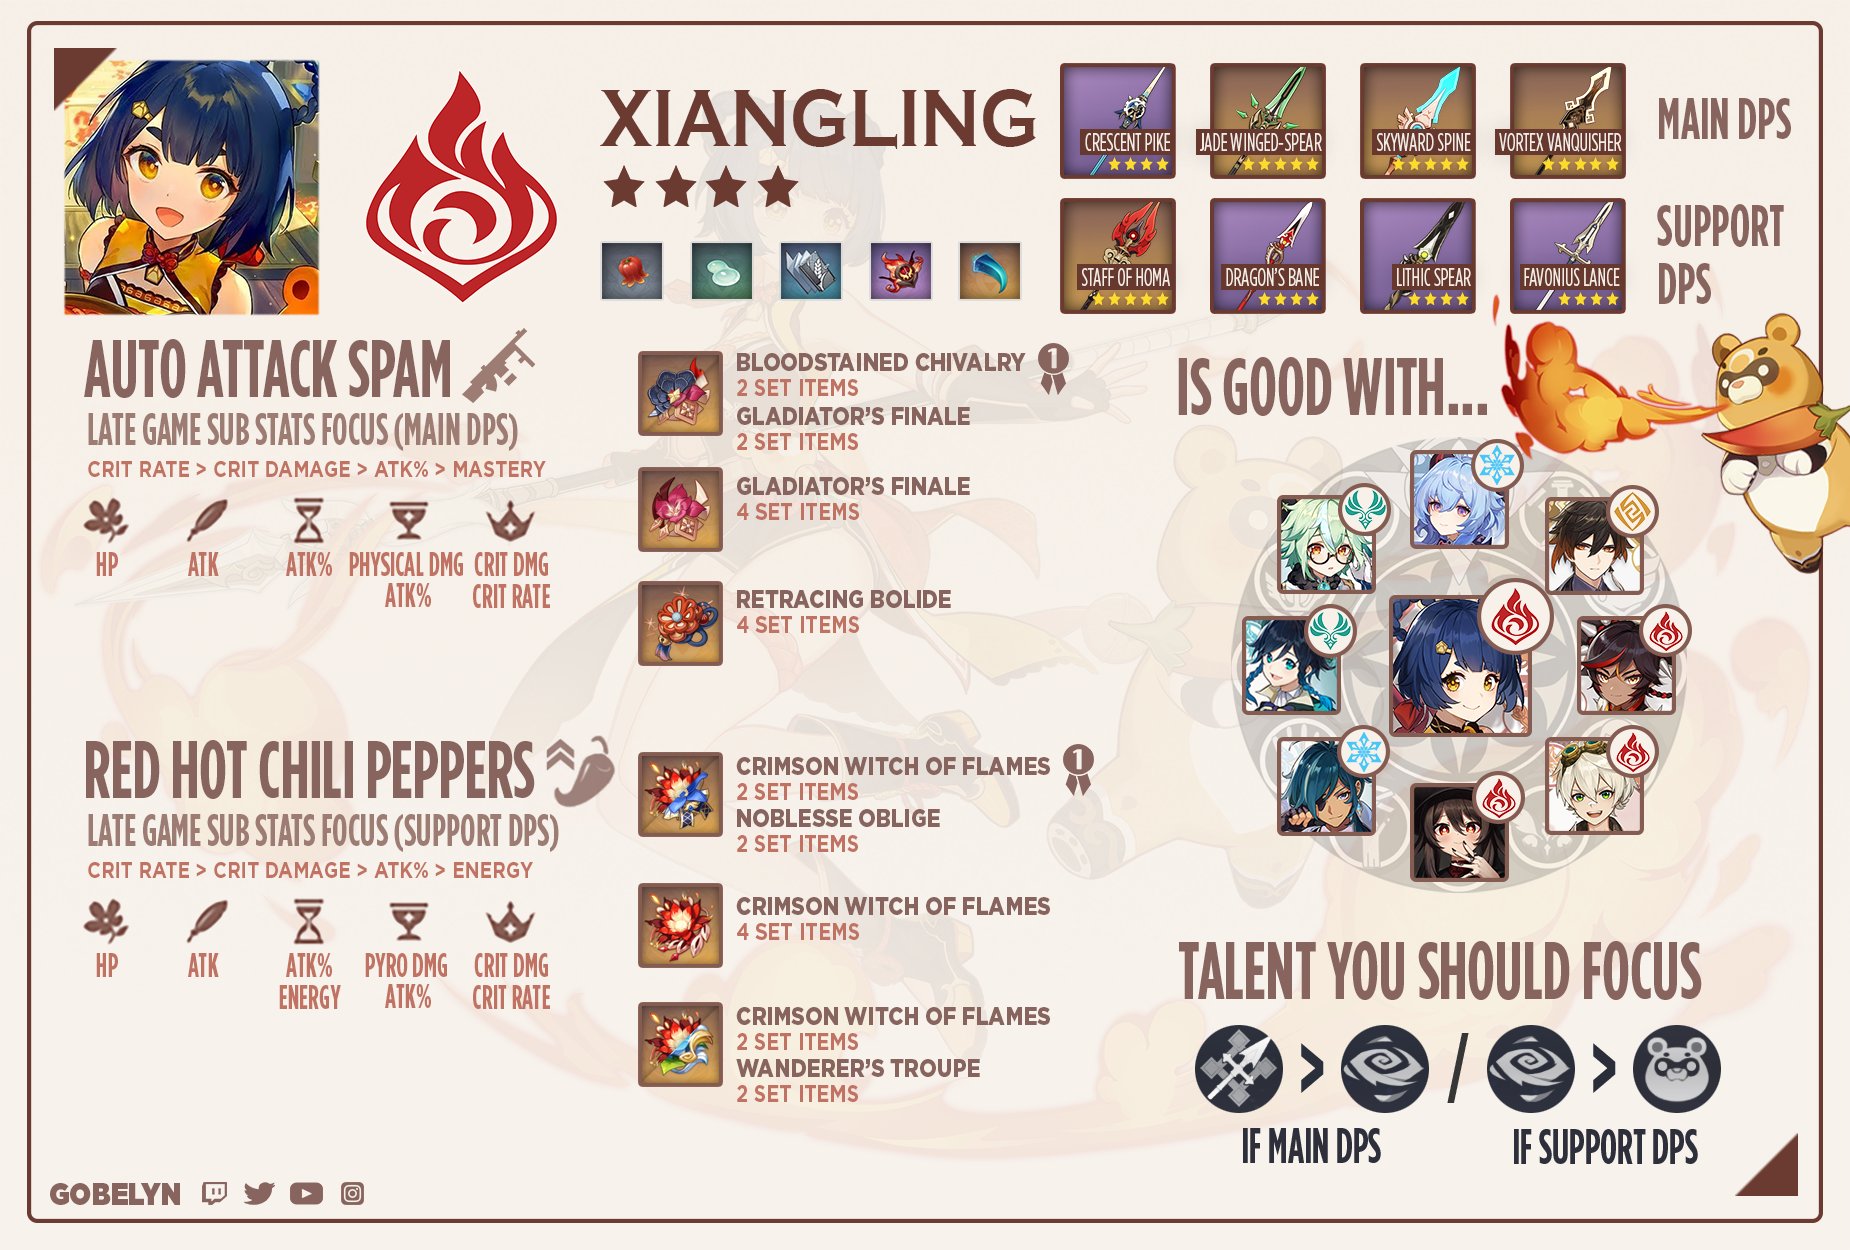 XIANGLING
CRESCENT PIKE
JADE WINGED-SPEAR
SKYWARD SPINE
VORTEX VANQUISHER
MAIN DPS
STAFF OF HOMA
DRAGON'S BANE
LITHIC SPEAR
FAVONIUS LANCE
SUPPORT
DPS
AUTO ATTACK SPAM
LATE GAME SUB STATS FOCUS (MAIN DPS)
CRIT RATE > CRIT DAMAGE > ATK% > MASTERY
HP
ATK
ATK%
PHYSICAL DMG
ATK%
CRIT DMG
CRIT RATE
BLOODSTAINED CHIVALRY
1
2 SET ITEMS
GLADIATOR'S FINALE
2 SET ITEMS
GLADIATOR'S FINALE
4 SET ITEMS
RETRACING BOLIDE
4 SET ITEMS
RED HOT CHILI PEPPERS
LATE GAME SUB STATS FOCUS (SUPPORT DPS)
CRIT RATE > CRIT DAMAGE > ATK% > ENERGY
HP
ATK
ATK%
ENERGY
PYRO DMG
ATK%
CRIT DMG
CRIT RATE
CRIMSON WITCH OF FLAMES
1
2 SET ITEMS
NOBLESSE OBLIGE
2 SET ITEMS
CRIMSON WITCH OF FLAMES
4 SET ITEMS
CRIMSON WITCH OF FLAMES
2 SET ITEMS
WANDERER'S TROUPE
2 SET ITEMS
IS GOOD WITH...
TALENT YOU SHOULD FOCUS
> / >
IF MAIN DPS
IF SUPPORT DPS
GOBELYN